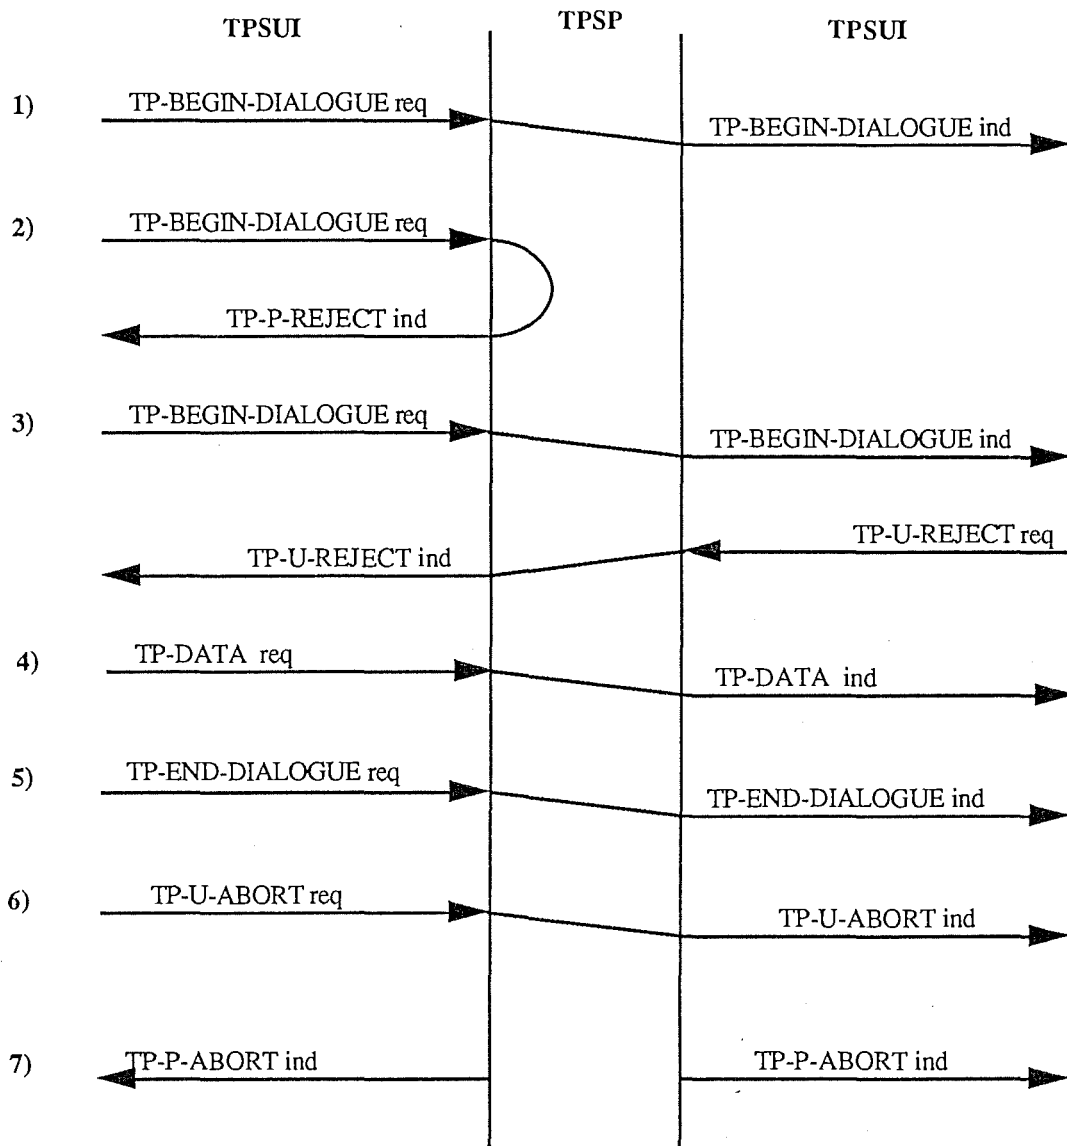 TPSUI TPSP TPSUI
1) TP-BEGIN-DIALOGUE req
TP-BEGIN-DIALOGUE ind
2) TP-BEGIN-DIALOGUE req
TP-P-REJECT ind
3) TP-BEGIN-DIALOGUE req
TP-BEGIN-DIALOGUE ind
TP-U-REJECT req
TP-U-REJECT ind
4) TP-DATA req
TP-DATA ind
5) TP-END-DIALOGUE req
TP-END-DIALOGUE ind
6) TP-U-ABORT req
TP-U-ABORT ind
7) TP-P-ABORT ind TP-P-ABORT ind